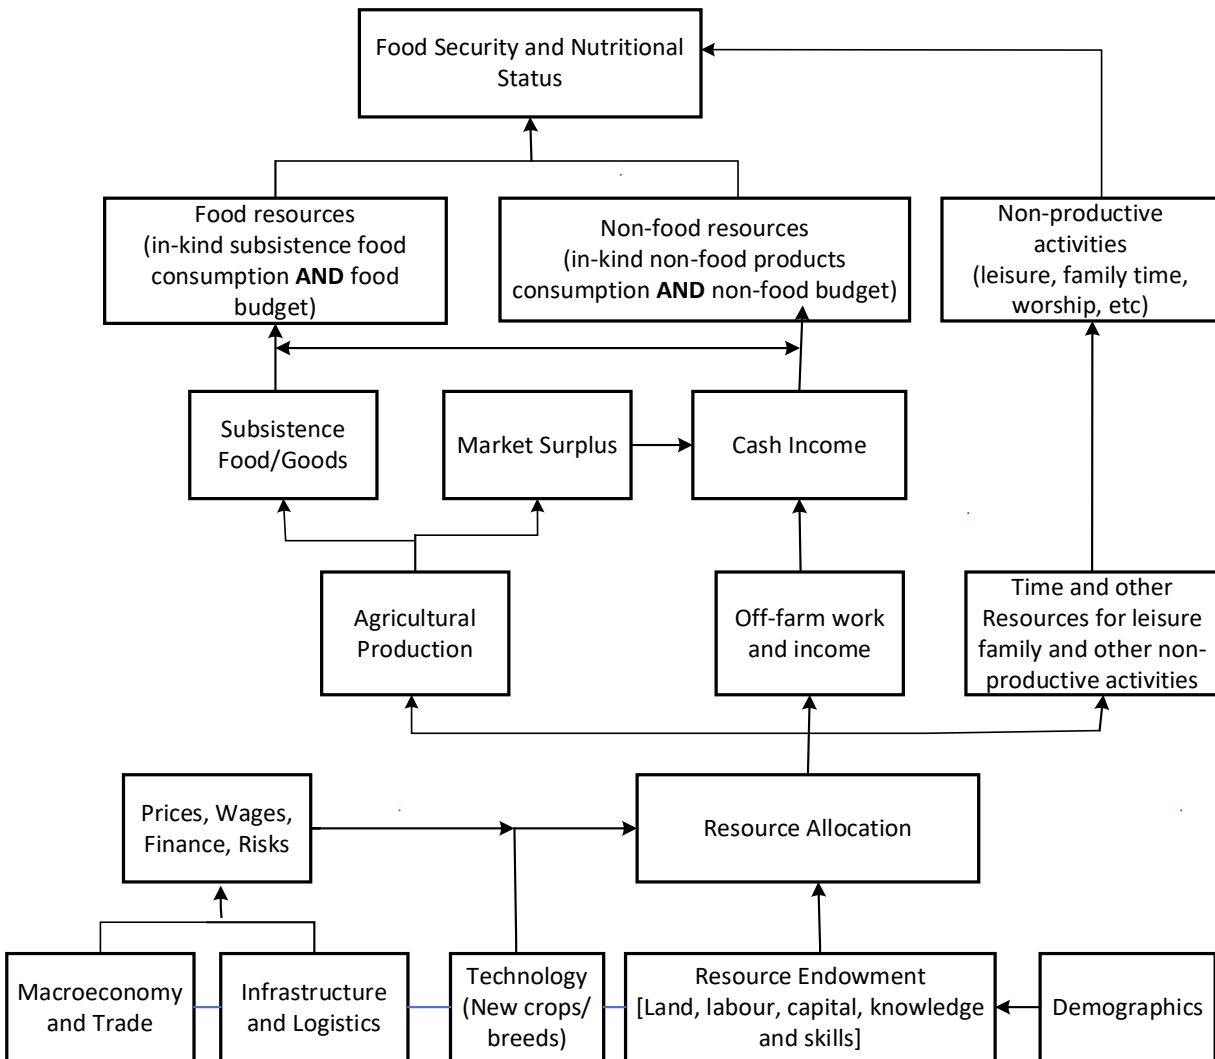 Food Security and Nutritional
Status
Food resources
(in-kind subsistence food
consumption AND food
budget)
Non-food resources
(in-kind non-food products
consumption AND non-food budget)
Non-productive
activities
(leisure, family time,
worship, etc)
Subsistence
Food/Goods
Market Surplus
Cash Income
Agricultural
Production
Off-farm work
and income
Time and other
Resources for leisure
family and other non-
productive activities
Prices, Wages,
Finance, Risks
Resource Allocation
Macroeconomy
and Trade
Infrastructure
and Logistics
Technology
(New crops/
breeds)
Resource Endowment
[Land, labour, capital, knowledge
and skills]
Demographics